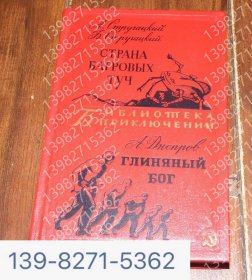 А. Стругацкий
Б. Стругацкий
СТРАНА
БАГРОВЫХ
ТУЧ
БИБЛИОТЕКА
ПРИКЛЮЧЕНИЙ
А. Днепров
ГЛИНЯНЫЙ
БОГ
139-8271-5362